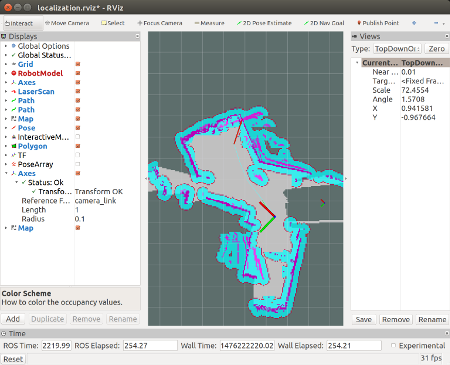 localization.rviz* - RViz
Interact Move Camera Select Focus Camera Measure 2D Pose Estimate 2D Nav Goal Publish Point
Displays
Global Options
Global Status...
Grid
RobotModel
Axes
LaserScan
Path
Path
Map
Pose
InteractiveM...
Polygon
TF
PoseArray
Axes
Status: Ok
Transfo... Transform OK
Reference F... camera_link
Length 1
Radius 0.1
Map
Color Scheme
How to color the occupancy values.
Add Duplicate Remove Rename
Views
Type: TopDownOr Zero
Current... TopDown...
Near ... 0.01
Targ... <Fixed Fram
Scale 72.4554
Angle 1.5708
X 0.941581
Y -0.967664
Save Remove Rename
Time
ROS Time: 2219.99 ROS Elapsed: 254.27 Wall Time: 1476222220.02 Wall Elapsed: 254.21 Experimental
Reset 31 fps